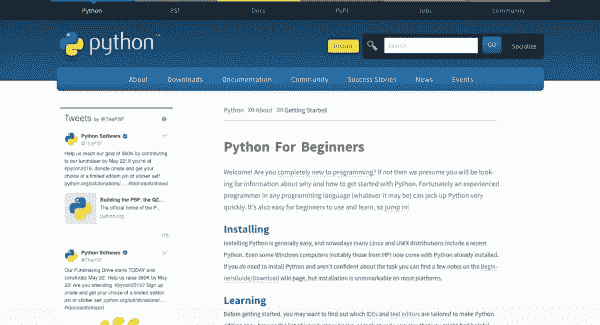 Python PSF Docs PyPI Jobs Community
python™
Donate Search GO Socialize
About Downloads Documentation Community Success Stories News Events
Tweets by @ThePSF
Python Software
@ThePSF
Help us reach our goal of $60K by contributing
to our fundraiser by May 22! If you're at
#pycon2019. donate onsite and get your
choice of a limited edition pin or sticker set!
python.org/psf/donations/...
Building the PSF: the Q2...
The official home of the P...
python.org
Python Software
@ThePSF
Our Fundraising Drive starts TODAY and
concludes May 22. Help us raise $60K by May
22! Are you attending #pycon2019? Sign up
onsite and get your choice of a limited edition
pin or sticker set! python.org/psf/donations/...
Python >>> About >>> Getting Started
Python For Beginners
Welcome! Are you completely new to programming? If not then we presume you will be look-
ing for information about why and how to get started with Python. Fortunately an experienced
programmer in any programming language (whatever it may be) can pick up Python very
quickly. It's also easy for beginners to use and learn, so jump in!
Installing
Installing Python is generally easy, and nowadays many Linux and UNIX distributions include a recent
Python. Even some Windows computers (notably those from HP) now come with Python already installed.
If you do need to install Python and aren't confident about the task you can find a few notes on the Begin-
nersGuide/Download wiki page, but installation is unremarkable on most platforms.
Learning
Before getting started, you may want to find out which IDEs and text editors are tailored to make Python